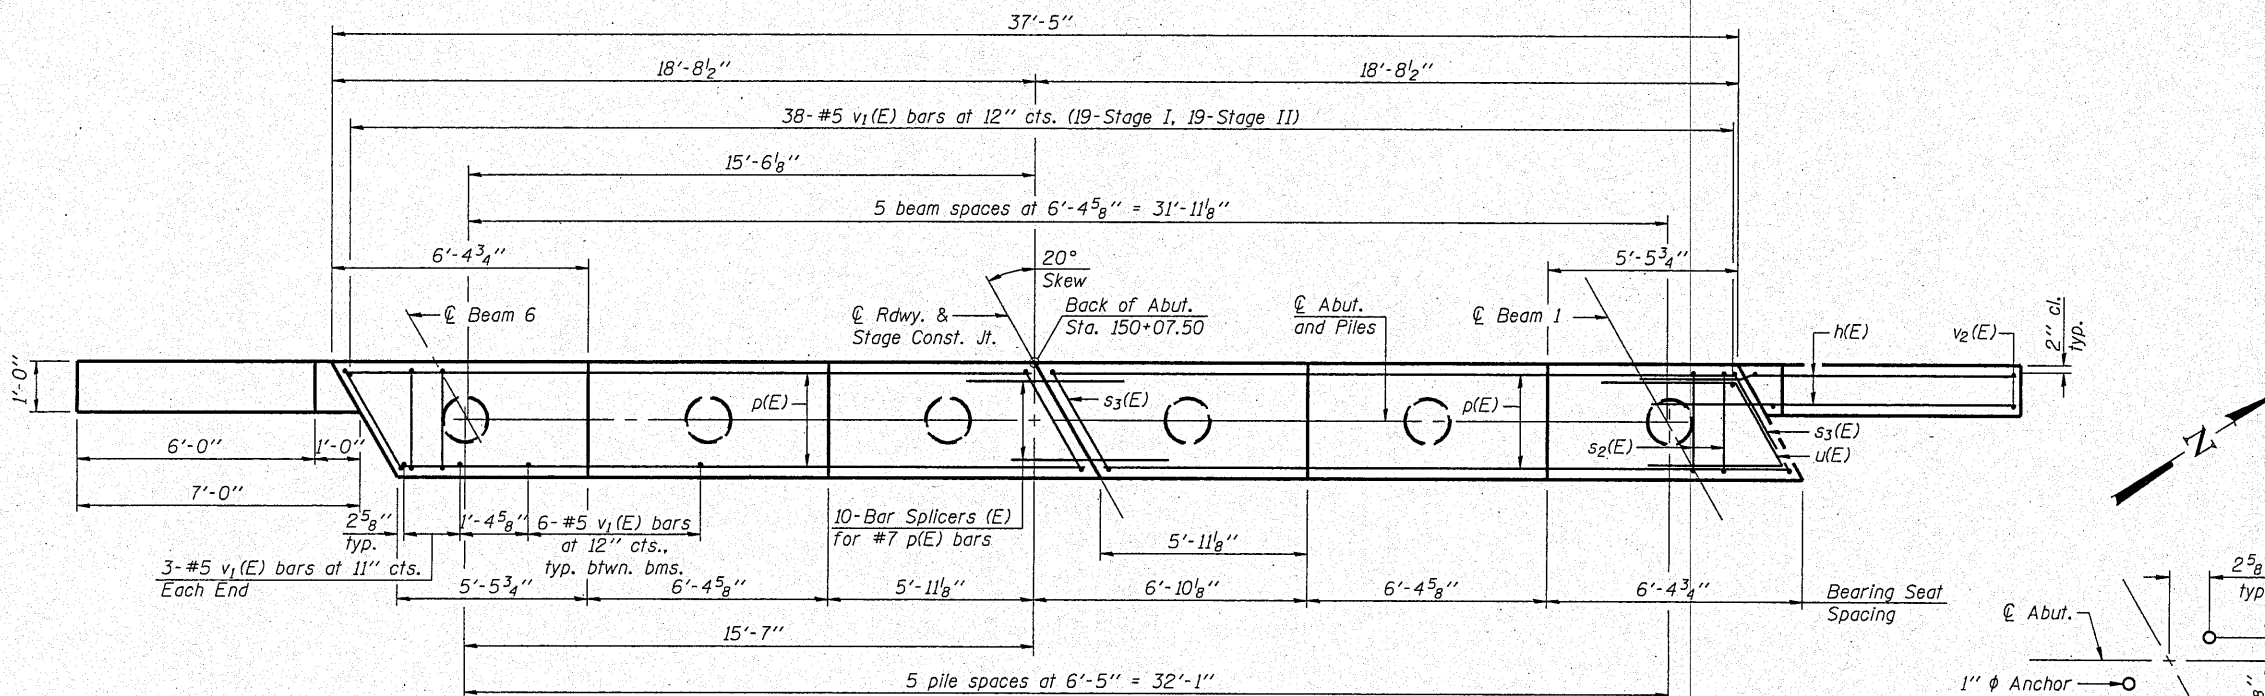 37'-5"
18'-8½"
18'-8½"
38-#5 v₁(E) bars at 12" cts. (19-Stage I, 19-Stage II)
15'-6⅛"
5 beam spaces at 6'-4⅝" = 31'-11⅛"
6'-4¾"
20°
Skew
5'-5¾"
℄ Beam 6
℄ Rdwy. &
Stage Const. Jt.
Back of Abut.
Sta. 150+07.50
℄ Abut.
and Piles
℄ Beam 1
h(E)
v₂(E)
2" cl.
typ.
1'-0"
p(E)
s₃(E)
p(E)
s₂(E)
s₃(E)
u(E)
6'-0"
1'-0"
7'-0"
2⅝"
typ.
1'-4⅝"
6-#5 v₁(E) bars
at 12" cts.,
typ. btwn. bms.
10-Bar Splicers (E)
for #7 p(E) bars
5'-11⅛"
3-#5 v₁(E) bars at 11" cts.
Each End
5'-5¾"
6'-4⅝"
5'-11⅛"
6'-10⅛"
6'-4⅝"
6'-4¾"
Bearing Seat
Spacing
15'-7"
5 pile spaces at 6'-5" = 32'-1"
N
2⅝"
typ
℄ Abut.
1" ϕ Anchor